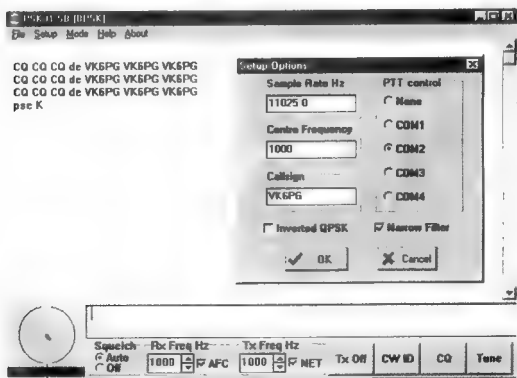 PSK31 SB [BPSK]
File Setup Mode Help About
CQ CQ CQ de VK6PG VK6PG VK6PG
CQ CQ CQ de VK6PG VK6PG VK6PG
CQ CQ CQ de VK6PG VK6PG VK6PG
pse K
Setup Options
Sample Rate Hz
11025.0
Centre Frequency
1000
Callsign
VK6PG
Inverted QPSK
PTT control
None
COM1
COM2
COM3
COM4
Narrow Filter
OK
Cancel
Squelch
Auto
Off
Rx Freq Hz
1000
AFC
Tx Freq Hz
1000
NET
Tx Off
CW ID
CQ
Tune